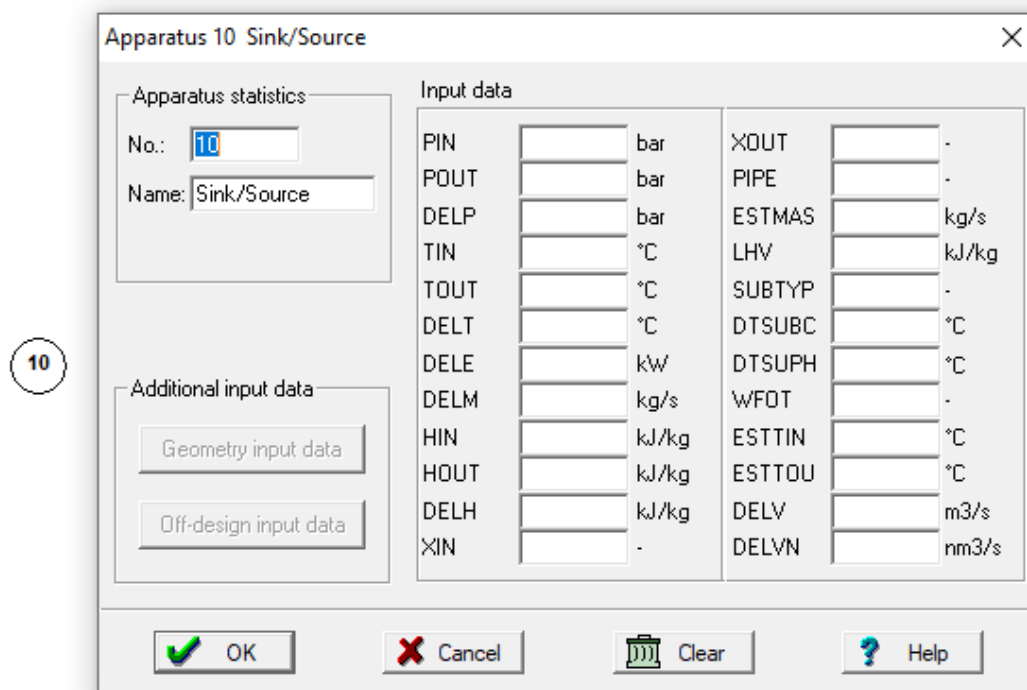 Apparatus 10 Sink/Source
Apparatus statistics
No.: 10
Name: Sink/Source
10
Additional input data
Geometry input data
Off-design input data
Input data
PIN bar
POUT bar
DELP bar
TIN °C
TOUT °C
DELT °C
DELE kW
DELM kg/s
HIN kJ/kg
HOUT kJ/kg
DELH kJ/kg
XIN -
XOUT -
PIPE -
ESTMAS kg/s
LHV kJ/kg
SUBTYP -
DTSUBC °C
DTSUPH °C
WFOT -
ESTTIN °C
ESTTOU °C
DELV m3/s
DELVN nm3/s
OK
Cancel
Clear
Help